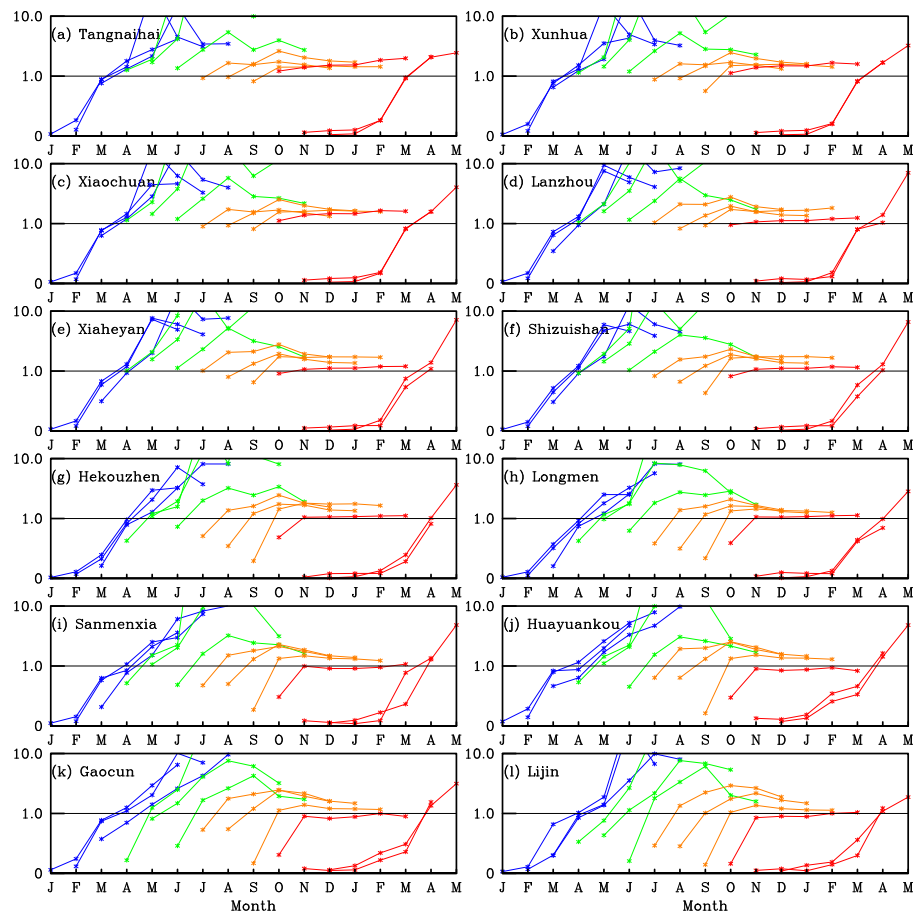 (a) Tangnaihai
10.0
1.0
0
J F M A M J J A S O N D J F M A M
(b) Xunhua
10.0
1.0
0
J F M A M J J A S O N D J F M A M
(c) Xiaochuan
10.0
1.0
0
J F M A M J J A S O N D J F M A M
(d) Lanzhou
10.0
1.0
0
J F M A M J J A S O N D J F M A M
(e) Xiaheyan
10.0
1.0
0
J F M A M J J A S O N D J F M A M
(f) Shizuishan
10.0
1.0
0
J F M A M J J A S O N D J F M A M
(g) Hekouzhen
10.0
1.0
0
J F M A M J J A S O N D J F M A M
(h) Longmen
10.0
1.0
0
J F M A M J J A S O N D J F M A M
(i) Sanmenxia
10.0
1.0
0
J F M A M J J A S O N D J F M A M
(j) Huayuankou
10.0
1.0
0
J F M A M J J A S O N D J F M A M
(k) Gaocun
10.0
1.0
0
J F M A M J J A S O N D J F M A M
Month
(l) Lijin
10.0
1.0
0
J F M A M J J A S O N D J F M A M
Month